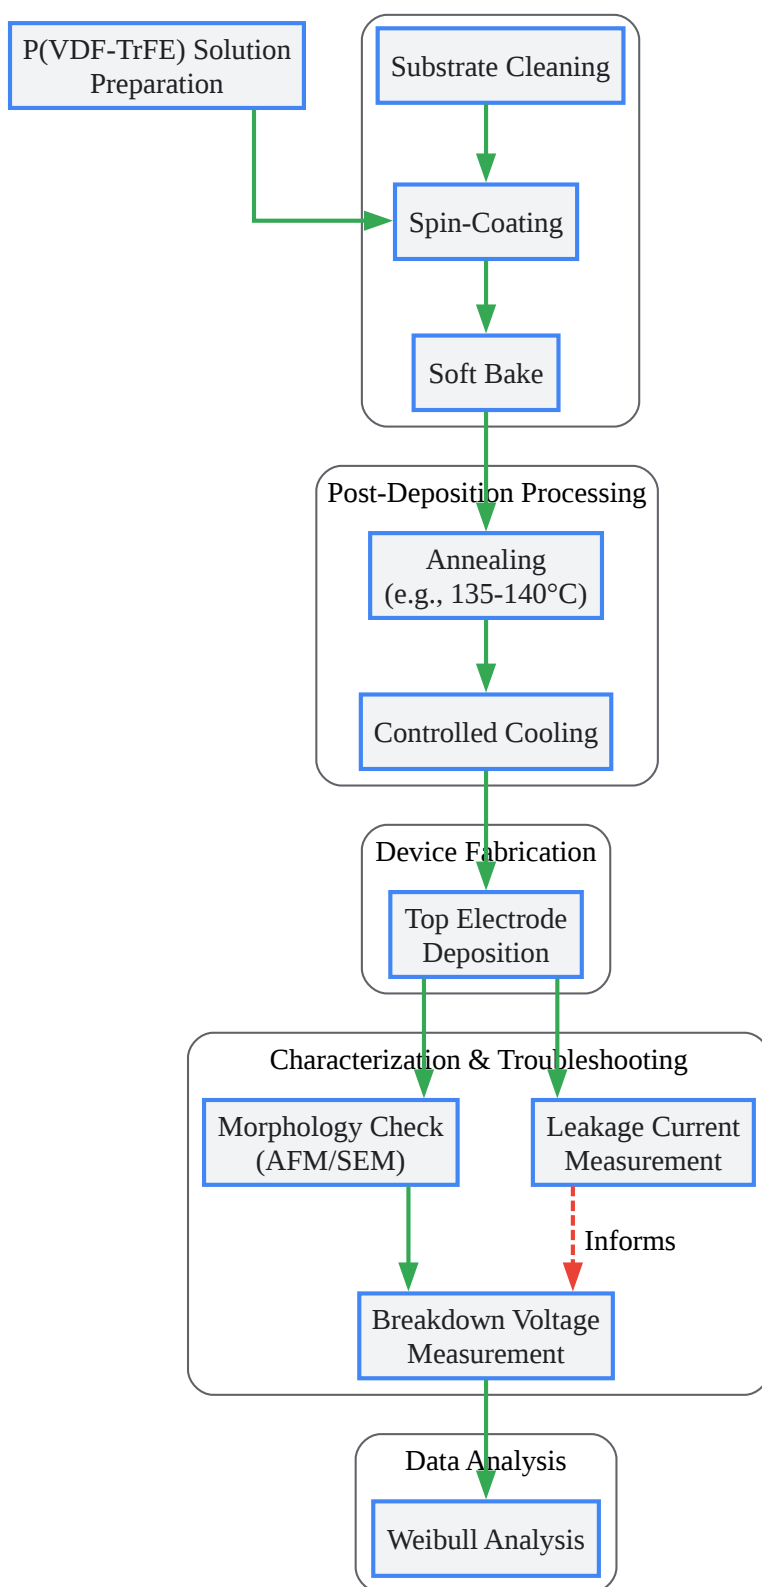 P(VDF-TrFE) Solution
Preparation
Substrate Cleaning
Spin-Coating
Soft Bake
Post-Deposition Processing
Annealing
(e.g., 135-140°C)
Controlled Cooling
Device Fabrication
Top Electrode
Deposition
Characterization & Troubleshooting
Morphology Check
(AFM/SEM)
Leakage Current
Measurement
Informs
Breakdown Voltage
Measurement
Data Analysis
Weibull Analysis